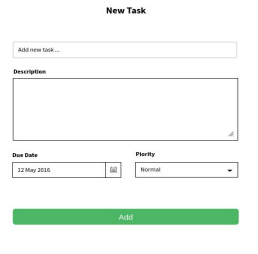 New Task
Add new task ...
Description
Due Date
Piority
12 May 2016
Normal
Add